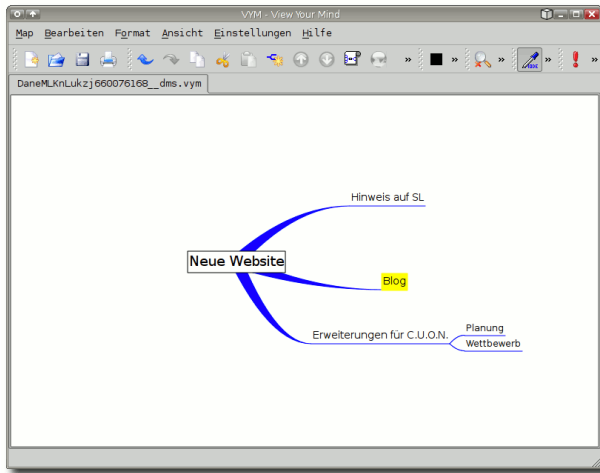 VYM - View Your Mind
Map Bearbeiten Format Ansicht Einstellungen Hilfe
DaneMLKnLukzj660076168__dms.vym
Hinweis auf SL
Neue Website
Blog
Erweiterungen für C.U.O.N.
Planung
Wettbewerb